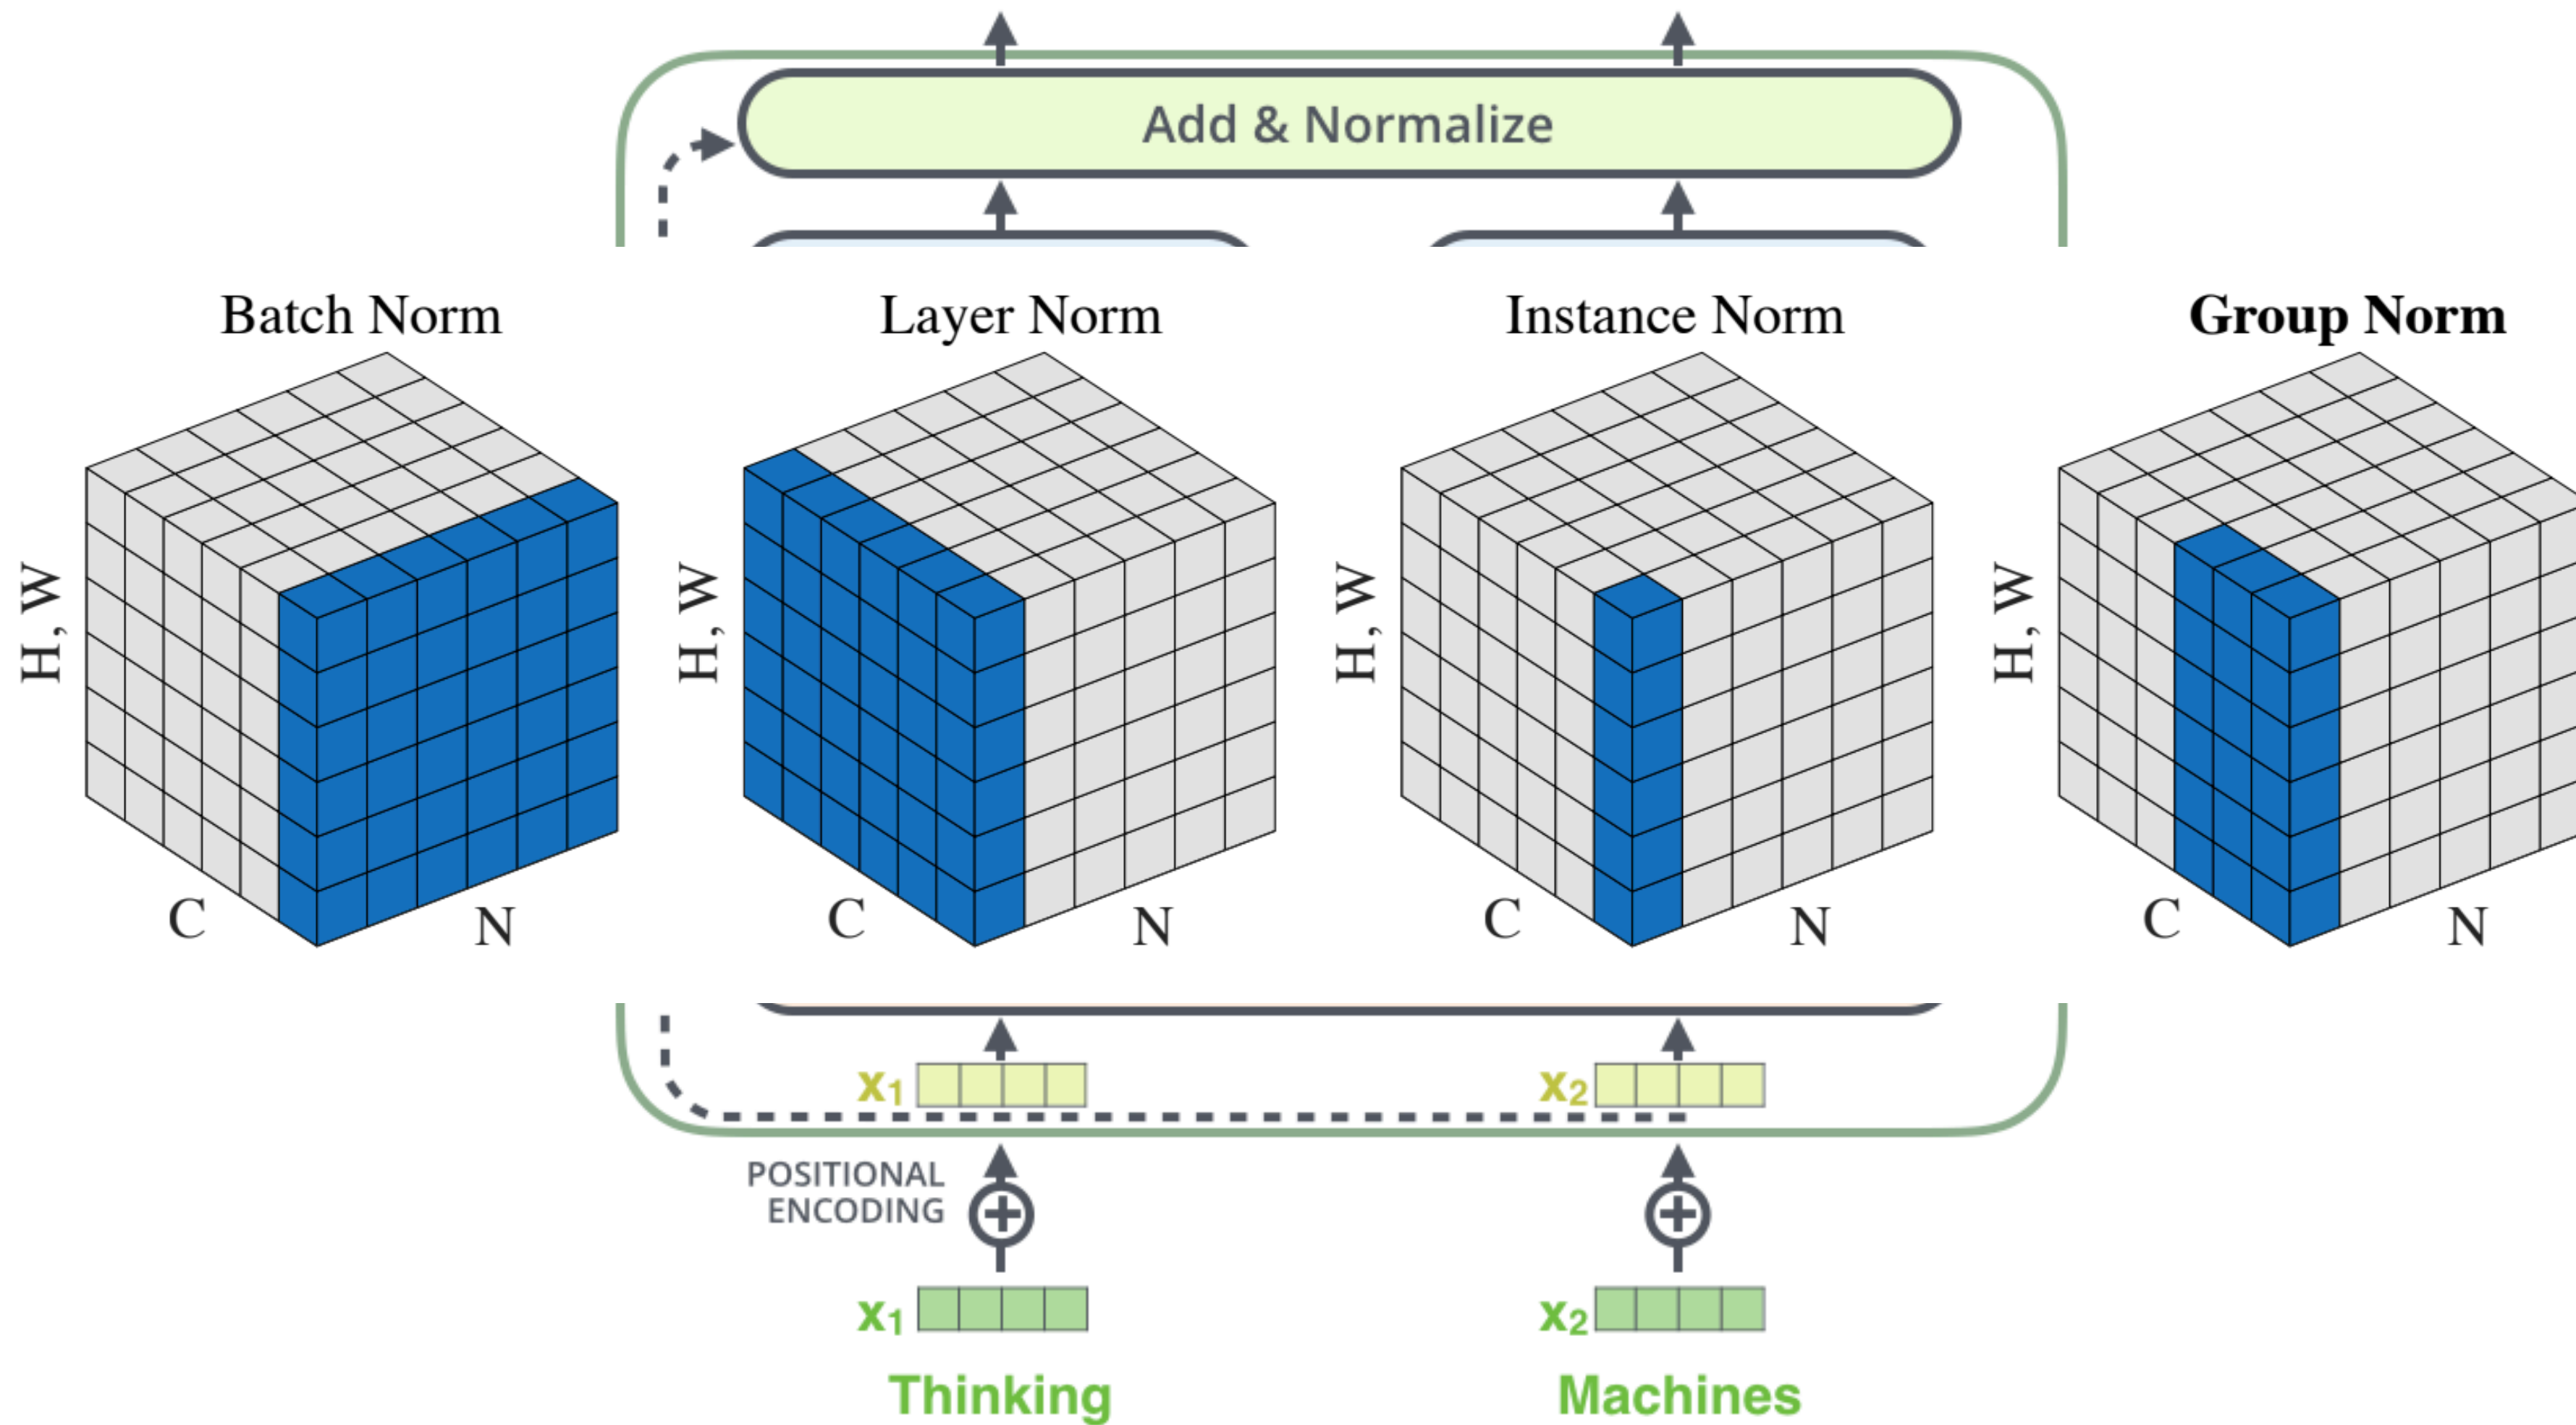 Add & Normalize
Batch Norm
Layer Norm
Instance Norm
Group Norm
H, W
H, W
H, W
H, W
C
N
C
N
C
N
C
N
x1
x2
POSITIONAL
ENCODING
x1
x2
Thinking
Machines